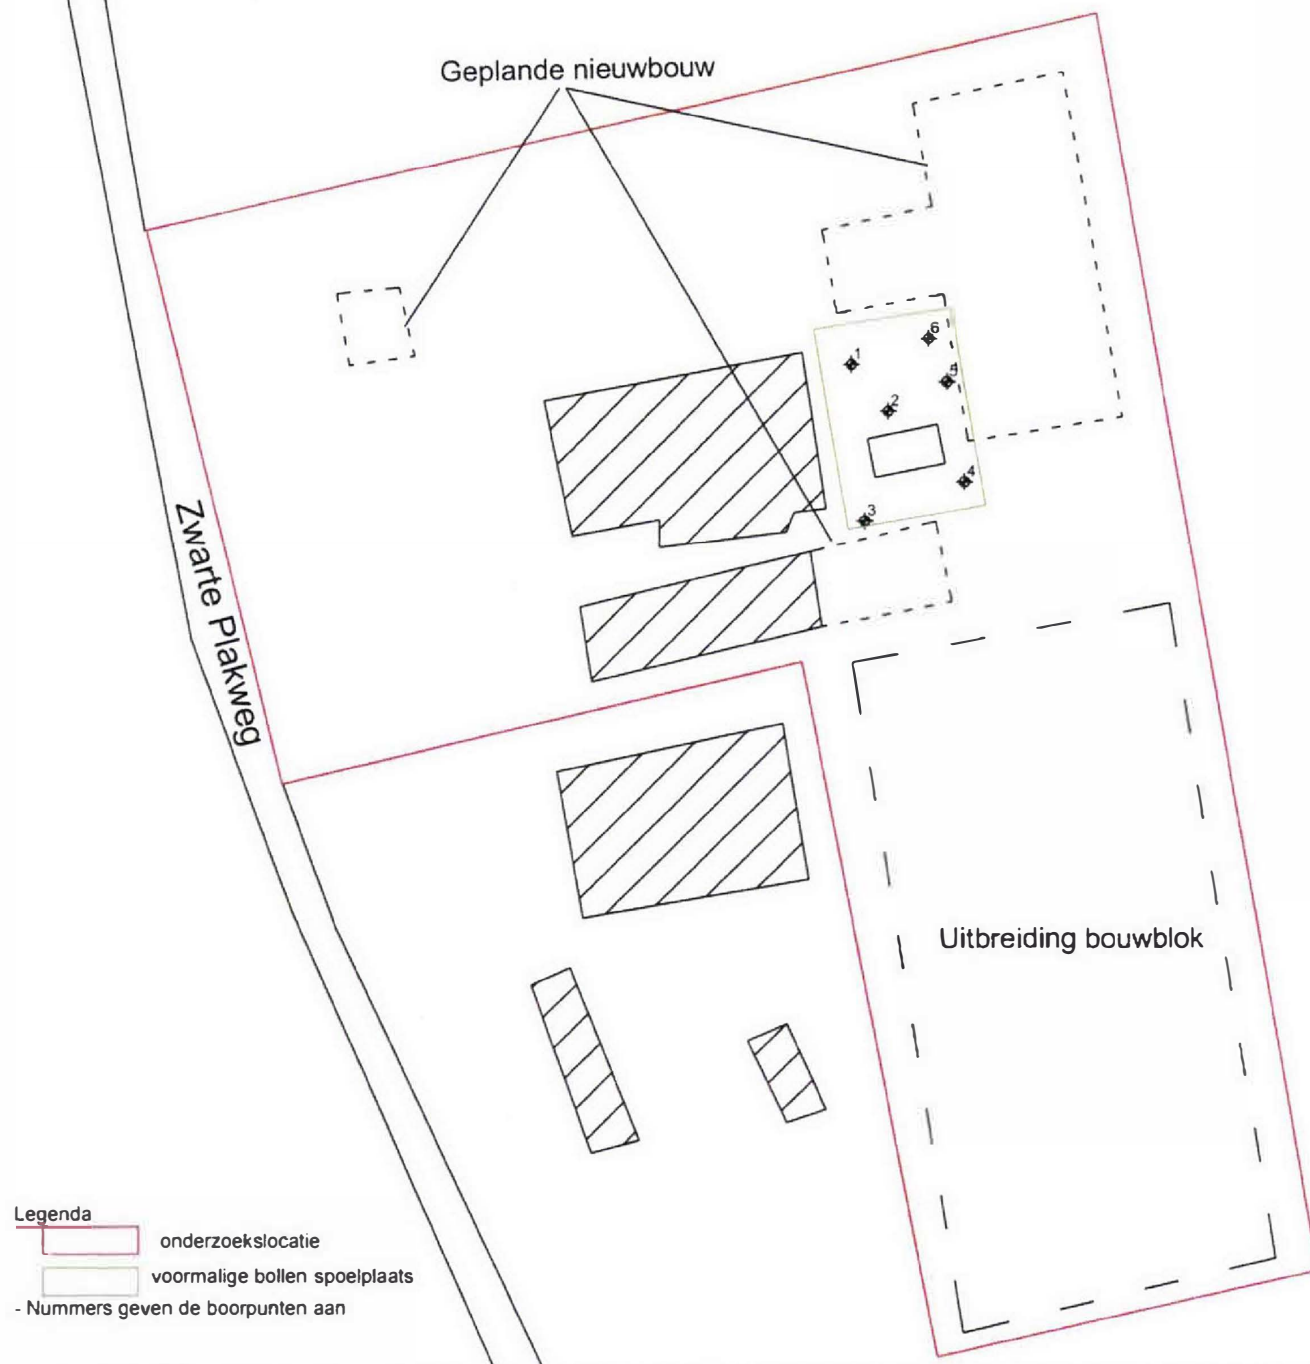 Geplande nieuwbouw
6
1
5
2
4
3
Zwarte Plakweg
Uitbreiding bouwblok
Legenda
onderzoekslocatie
voormalige bollen spoelplaats
- Nummers geven de boorpunten aan